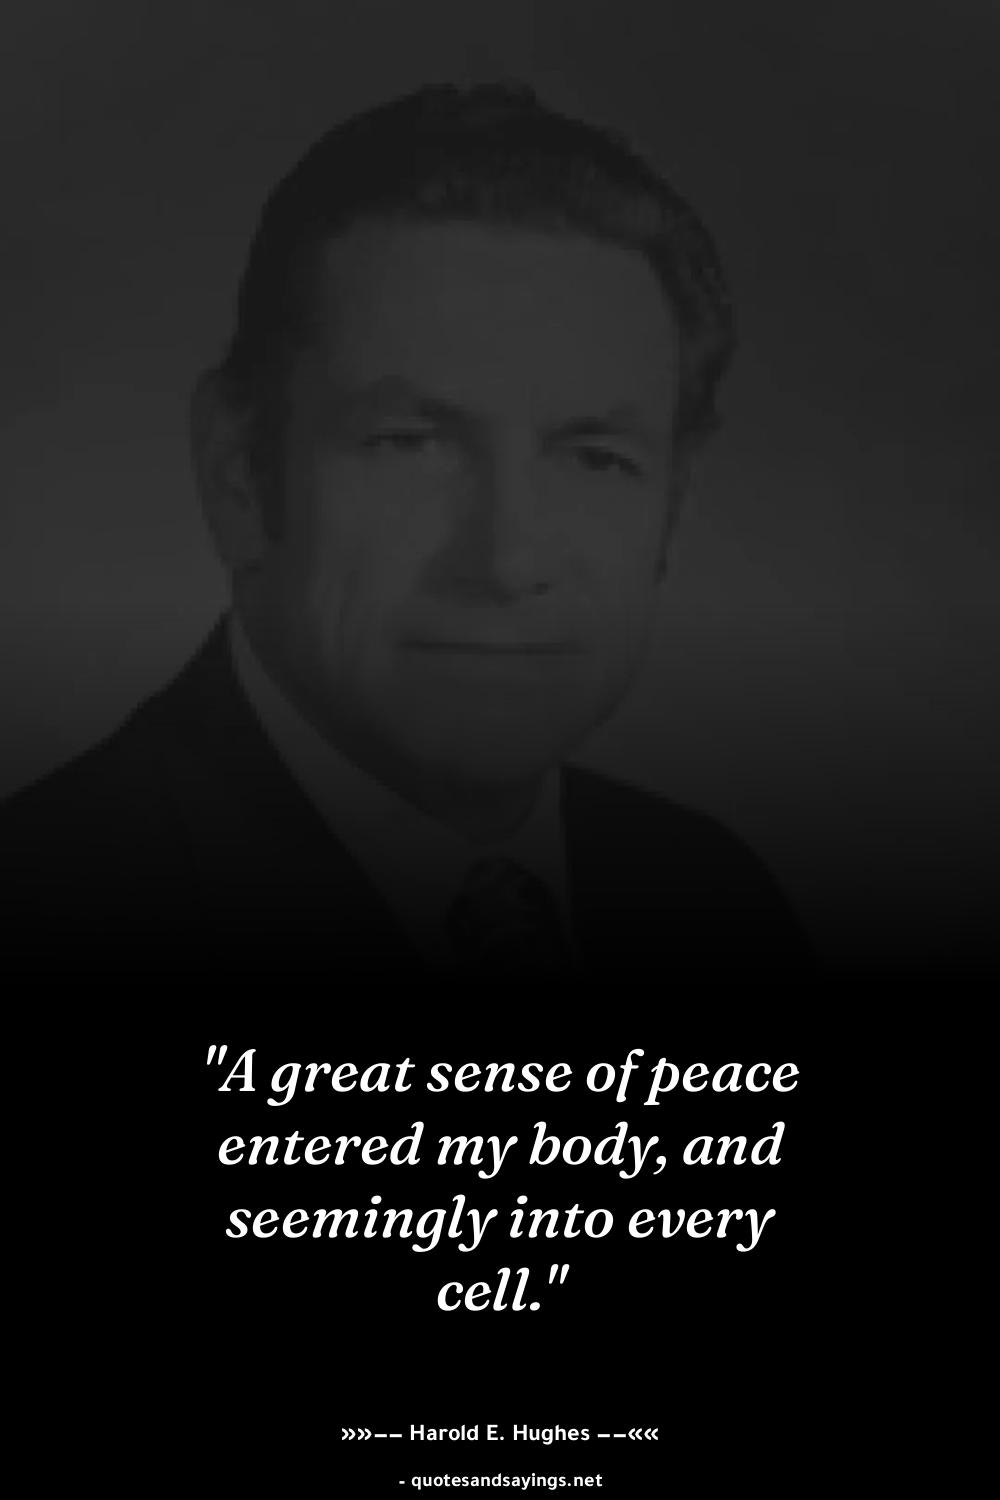 "A great sense of peace
entered my body, and
seemingly into every
cell."
»»−− Harold E. Hughes −−««
- quotesandsayings.net